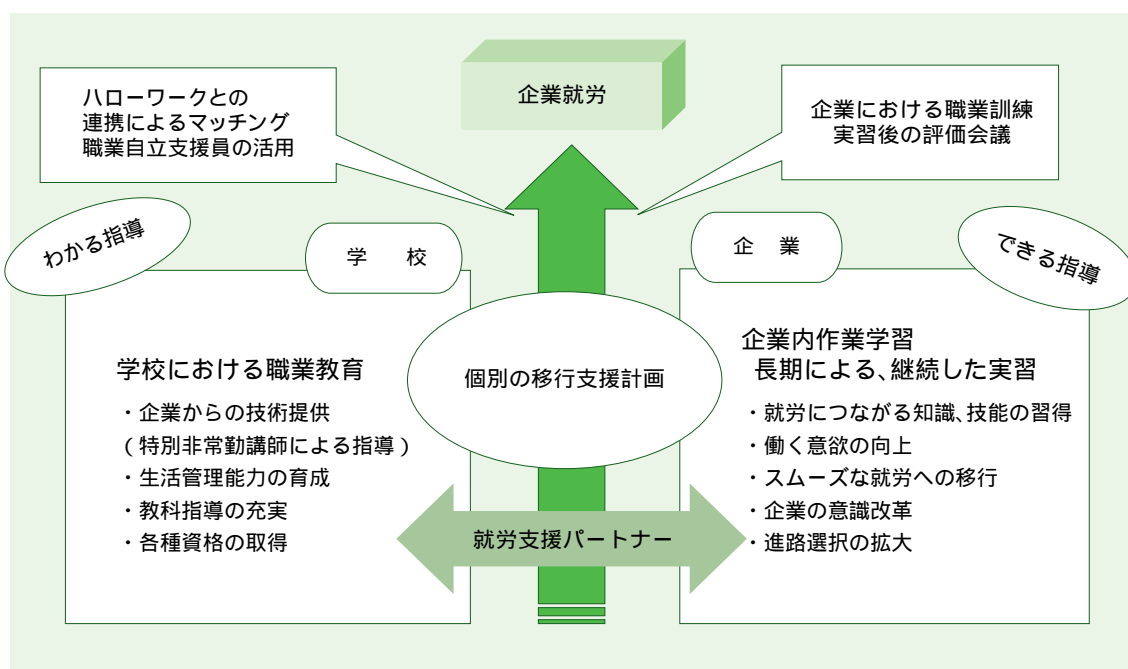 企業就労
ハローワークとの
連携によるマッチング
職業自立支援員の活用
企業における職業訓練
実習後の評価会議
わかる指導
学 校
企 業
できる指導
学校における職業教育
・企業からの技術提供
(特別非常勤講師による指導)
・生活管理能力の育成
・教科指導の充実
・各種資格の取得
個別の移行支援計画
企業内作業学習
長期による、継続した実習
・就労につながる知識、技能の習得
・働く意欲の向上
・スムーズな就労への移行
・企業の意識改革
・進路選択の拡大
就労支援パートナー